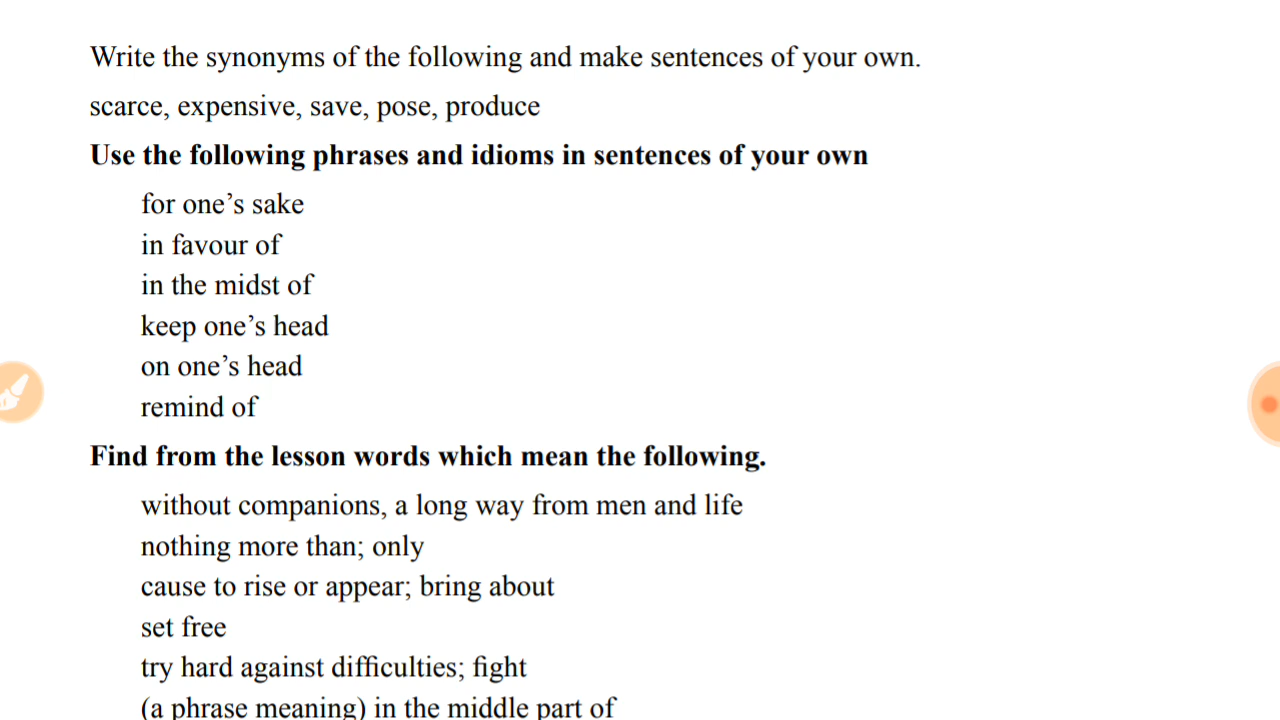 Write the synonyms of the following and make sentences of your own.
scarce, expensive, save, pose, produce
Use the following phrases and idioms in sentences of your own
for one’s sake
in favour of
in the midst of
keep one’s head
on one’s head
remind of
Find from the lesson words which mean the following.
without companions, a long way from men and life
nothing more than; only
cause to rise or appear; bring about
set free
try hard against difficulties; fight
(a phrase meaning) in the middle part of